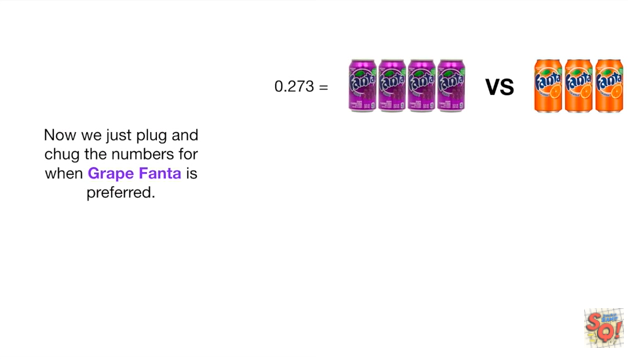 0.273 =
Fanta Fanta Fanta Fanta
VS
Fanta Fanta Fanta
Now we just plug and
chug the numbers for
when Grape Fanta is
preferred.
SQ!